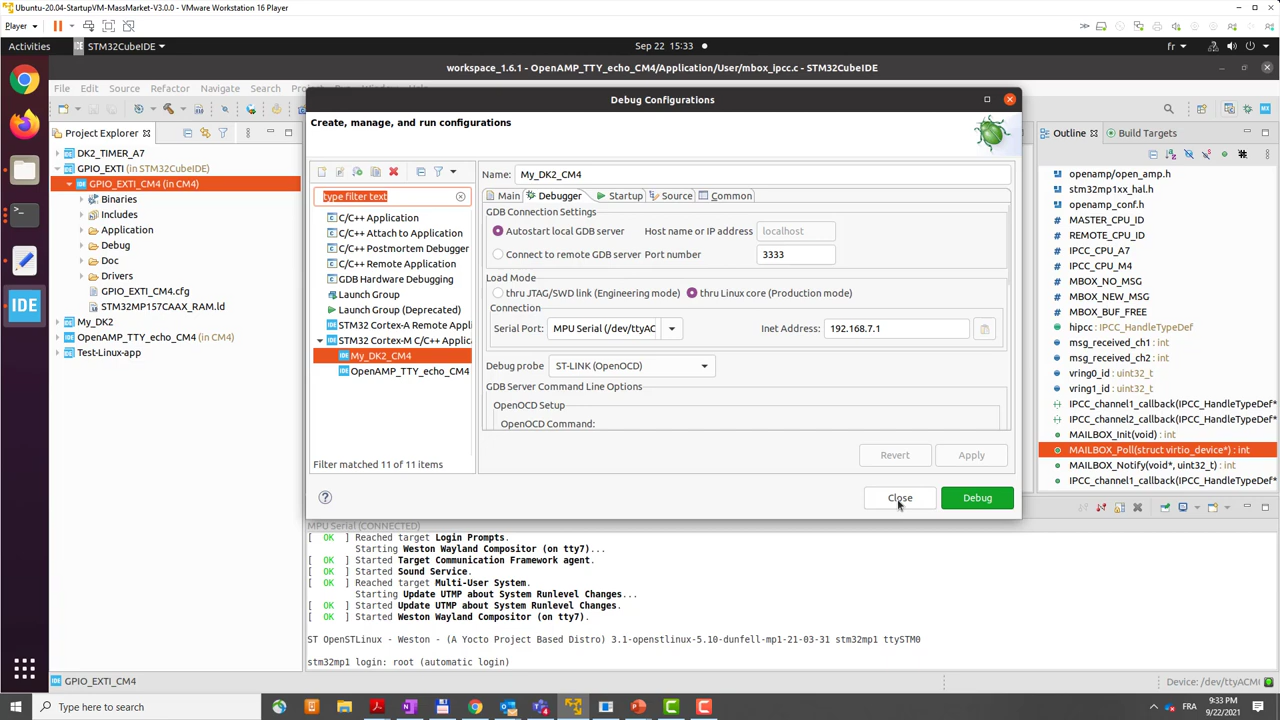 Ubuntu-20.04-StartupVM-MassMarket-V3.0.0 - VMware Workstation 16 Player
Player
Activities
STM32CubeIDE
Sep 22 15:33
fr
workspace_1.6.1 - OpenAMP_TTY_echo_CM4/Application/User/mbox_ipcc.c - STM32CubeIDE
File Edit Source Refactor Navigate Search
Debug Configurations
Create, manage, and run configurations
Project Explorer
DK2_TIMER_A7
GPIO_EXTI (in STM32CubeIDE)
GPIO_EXTI_CM4 (in CM4)
Binaries
Includes
Application
Debug
Doc
Drivers
GPIO_EXTI_CM4.cfg
STM32MP157CAAX_RAM.ld
My_DK2
OpenAMP_TTY_echo_CM4 (in CM4)
Test-Linux-app
type filter text
C/C++ Application
C/C++ Attach to Application
C/C++ Postmortem Debugger
C/C++ Remote Application
GDB Hardware Debugging
Launch Group
Launch Group (Deprecated)
STM32 Cortex-A Remote Appli
STM32 Cortex-M C/C++ Applic
My_DK2_CM4
OpenAMP_TTY_echo_CM4
Filter matched 11 of 11 items
Name: My_DK2_CM4
Main Debugger Startup Source Common
GDB Connection Settings
Autostart local GDB server Host name or IP address localhost
Connect to remote GDB server Port number 3333
Load Mode
thru JTAG/SWD link (Engineering mode) thru Linux core (Production mode)
Connection
Serial Port: MPU Serial (/dev/ttyAC Inet Address: 192.168.7.1
Debug probe ST-LINK (OpenOCD)
GDB Server Command Line Options
OpenOCD Setup
OpenOCD Command:
Revert Apply
? Close Debug
Outline Build Targets
openamp/open_amp.h
stm32mp1xx_hal.h
openamp_conf.h
MASTER_CPU_ID
REMOTE_CPU_ID
IPCC_CPU_A7
IPCC_CPU_M4
MBOX_NO_MSG
MBOX_NEW_MSG
MBOX_BUF_FREE
hipcc : IPCC_HandleTypeDef
msg_received_ch1 : int
msg_received_ch2 : int
vring0_id : uint32_t
vring1_id : uint32_t
IPCC_channel1_callback(IPCC_HandleTypeDef*
IPCC_channel2_callback(IPCC_HandleTypeDef*
MAILBOX_Init(void) : int
MAILBOX_Poll(struct virtio_device*) : int
MAILBOX_Notify(void*, uint32_t) : int
IPCC_channel1_callback(IPCC_HandleTypeDef*
MPU Serial (CONNECTED)
[ OK ] Reached target Login Prompts.
Starting Weston Wayland Compositor (on tty7)...
[ OK ] Started Target Communication Framework agent.
[ OK ] Started Sound Service.
[ OK ] Reached target Multi-User System.
Starting Update UTMP about System Runlevel Changes...
[ OK ] Started Update UTMP about System Runlevel Changes.
[ OK ] Started Weston Wayland Compositor (on tty7).
ST OpenSTLinux - Weston - (A Yocto Project Based Distro) 3.1-openstlinux-5.10-dunfell-mp1-21-03-31 stm32mp1 ttySTM0
stm32mp1 login: root (automatic login)
GPIO_EXTI_CM4
Device: /dev/ttyACM
IDE
Type here to search
FRA
9:33 PM
9/22/2021